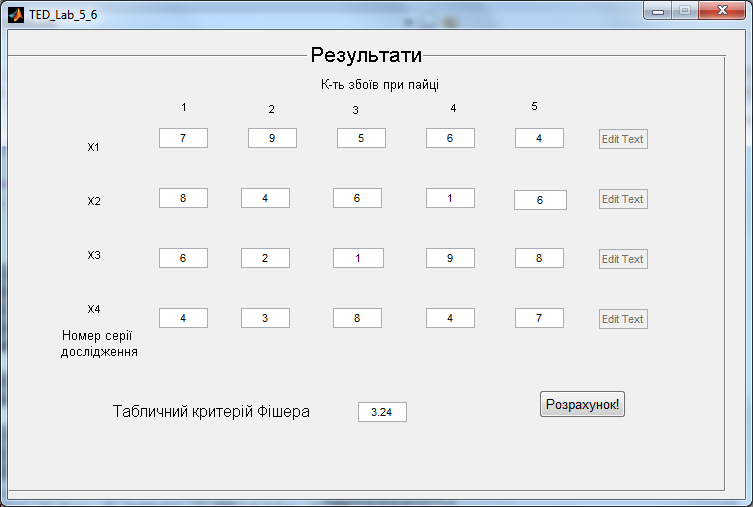 TED_Lab_5_6
Результати
К-ть збоїв при пайці
1 2 3 4 5
X1 7 9 5 6 4 Edit Text
X2 8 4 6 1 6 Edit Text
X3 6 2 1 9 8 Edit Text
X4 4 3 8 4 7 Edit Text
Номер серії
дослідження
Табличний критерій Фішера 3.24 Розрахунок!